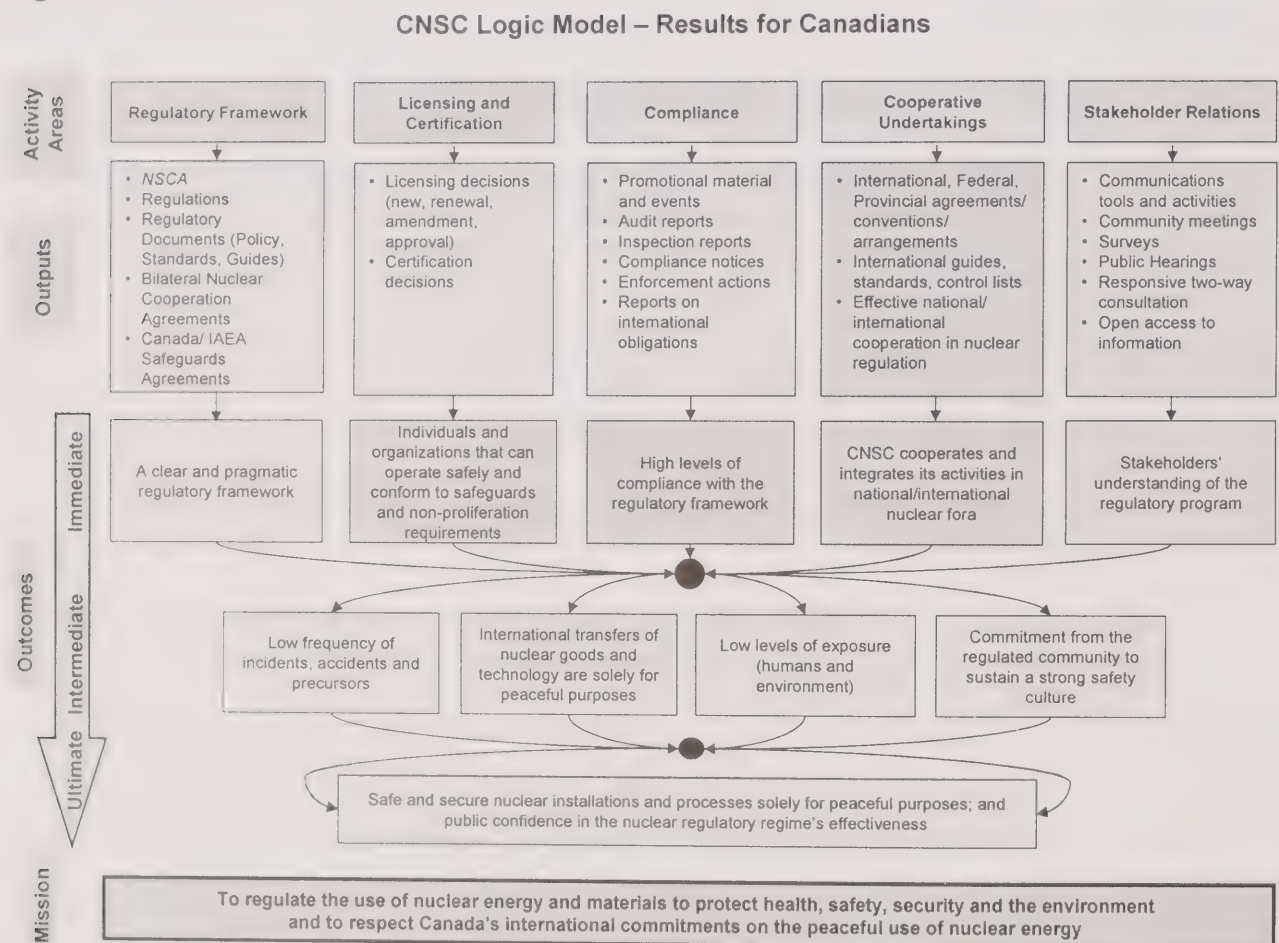 CNSC Logic Model – Results for Canadians
Activity
Areas
Regulatory Framework
Licensing and
Certification
Compliance
Cooperative
Undertakings
Stakeholder Relations
Outputs
• NSCA
• Regulations
• Regulatory
Documents (Policy,
Standards, Guides)
• Bilateral Nuclear
Cooperation
Agreements
• Canada/ IAEA
Safeguards
Agreements
• Licensing decisions
(new, renewal,
amendment,
approval)
• Certification
decisions
• Promotional material
and events
• Audit reports
• Inspection reports
• Compliance notices
• Enforcement actions
• Reports on
international
obligations
• International, Federal,
Provincial agreements/
conventions/
arrangements
• International guides,
standards, control lists
• Effective national/
international
cooperation in nuclear
regulation
• Communications
tools and activities
• Community meetings
• Surveys
• Public Hearings
• Responsive two-way
consultation
• Open access to
information
Outcomes
Immediate
A clear and pragmatic
regulatory framework
Individuals and
organizations that can
operate safely and
conform to safeguards
and non-proliferation
requirements
High levels of
compliance with the
regulatory framework
CNSC cooperates and
integrates its activities in
national/international
nuclear fora
Stakeholders'
understanding of the
regulatory program
Intermediate
Low frequency of
incidents, accidents and
precursors
International transfers of
nuclear goods and
technology are solely for
peaceful purposes
Low levels of exposure
(humans and
environment)
Commitment from the
regulated community to
sustain a strong safety
culture
Ultimate
Safe and secure nuclear installations and processes solely for peaceful purposes; and
public confidence in the nuclear regulatory regime's effectiveness
Mission
To regulate the use of nuclear energy and materials to protect health, safety, security and the environment
and to respect Canada's international commitments on the peaceful use of nuclear energy